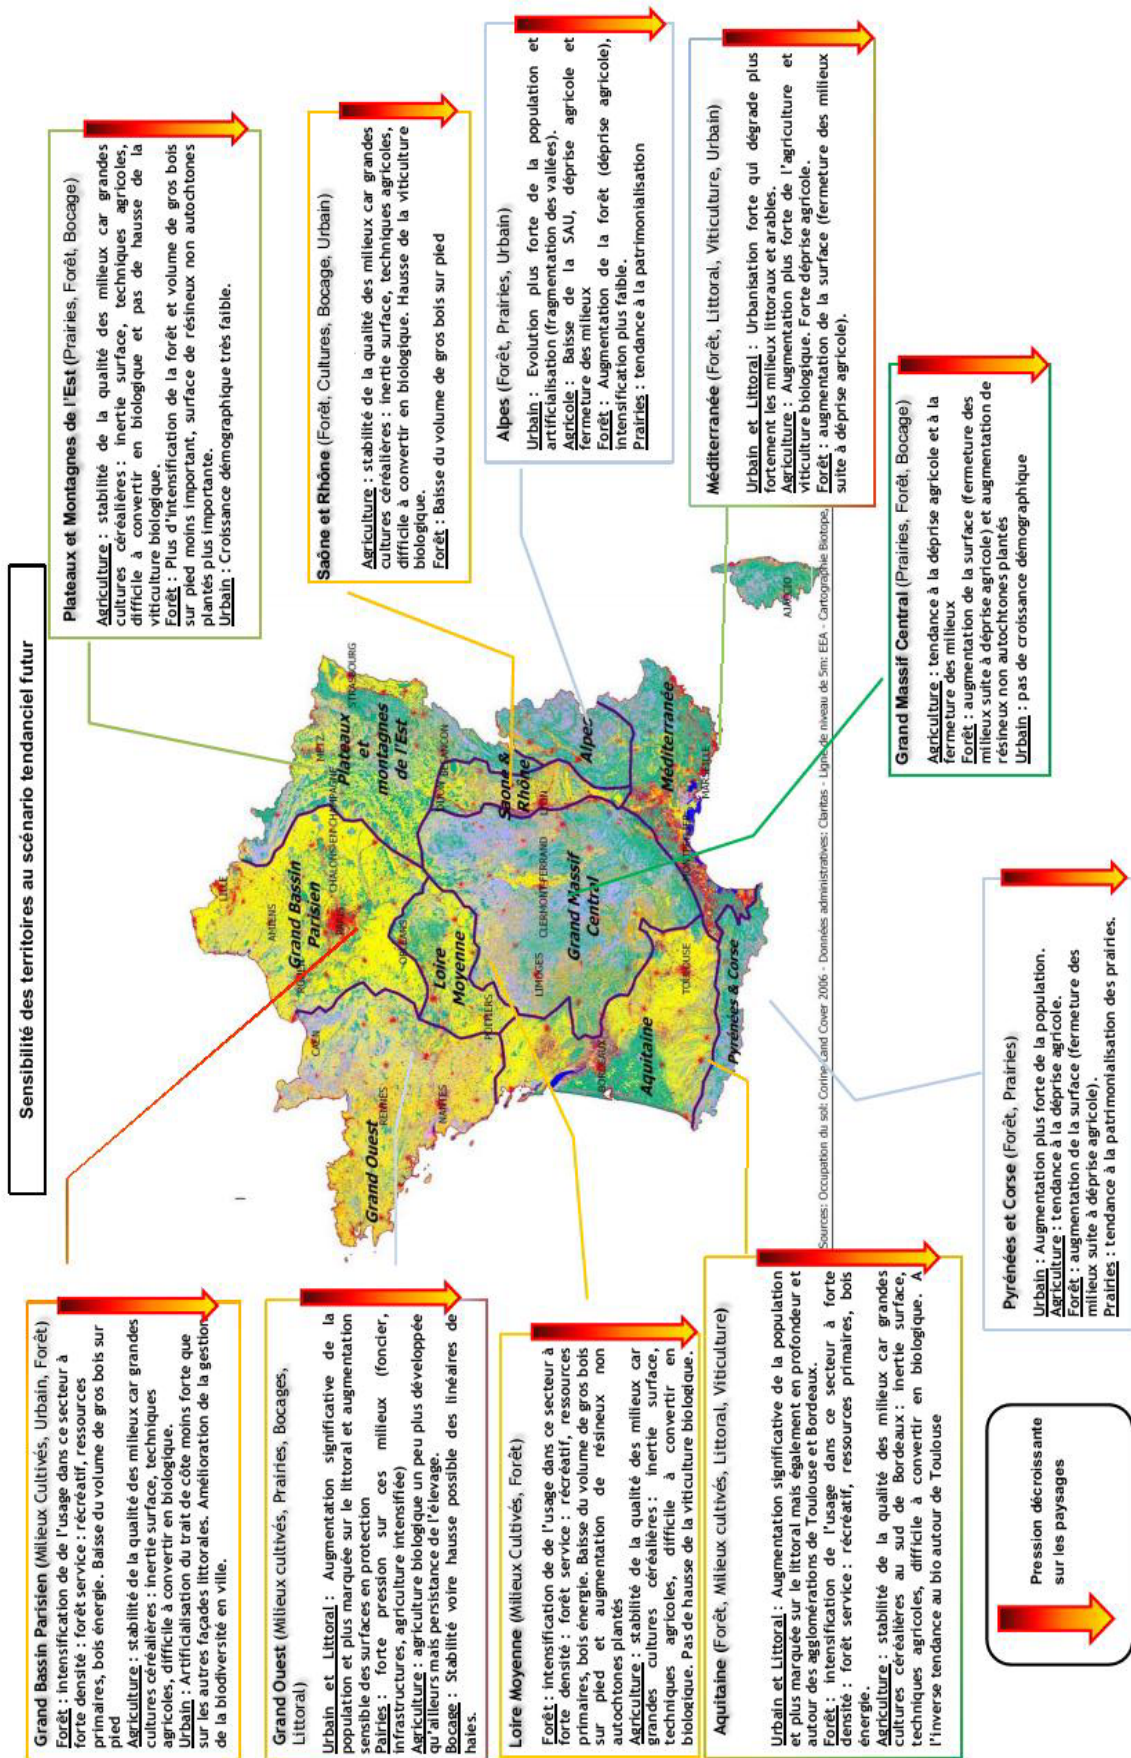 Sensibilité des territoires au scénario tendanciel futur
Grand Bassin Parisien (Milieux Cultivés, Urbain, Forêt)
Forêt : intensification de de l'usage dans ce secteur à
forte densité : forêt service : récréatif, ressources
primaires, bois énergie. Baisse du volume de gros bois sur
pied
Agriculture : stabilité de la qualité des milieux car grandes
cultures céréalières : inertie surface, techniques
agricoles, difficile à convertir en biologique.
Urbain : Artificialisation du trait de côte moins forte que
sur les autres façades littorales. Amélioration de la gestion
de la biodiversité en ville.
Grand Ouest (Milieux cultivés, Prairies, Bocages,
Littoral)
Urbain et Littoral : Augmentation significative de la
population et plus marquée sur le littoral et augmentation
sensible des surfaces en protection
Pairies : forte pression sur ces milieux (foncier,
infrastructures, agriculture intensifiée)
Agriculture : agriculture biologique un peu plus développée
qu'ailleurs mais persistance de l'élevage.
Bocage : Stabilité voire hausse possible des linéaires de
haies.
Loire Moyenne (Milieux Cultivés, Forêt)
Forêt : intensification de de l'usage dans ce secteur à
forte densité : forêt service : récréatif, ressources
primaires, bois énergie. Baisse du volume de gros bois
sur pied et augmentation de résineux non
autochtones plantés
Agriculture : stabilité de la qualité des milieux car
grandes cultures céréalières : inertie surface,
techniques agricoles, difficile à convertir en
biologique. Pas de hausse de la viticulture biologique.
Aquitaine (Forêt, Milieux cultivés, Littoral, Viticulture)
Urbain et Littoral : Augmentation significative de la population
et plus marquée sur le littoral mais également en profondeur et
autour des agglomérations de Toulouse et Bordeaux.
Forêt : intensification de l'usage dans ce secteur à forte
densité : forêt service : récréatif, ressources primaires, bois
énergie.
Agriculture : stabilité de la qualité des milieux car grandes
cultures céréalières au sud de Bordeaux : inertie surface,
techniques agricoles, difficile à convertir en biologique. A
l'inverse tendance au bio autour de Toulouse
Pression décroissante
sur les paysages
Pyrénées et Corse (Forêt, Prairies)
Urbain : Augmentation plus forte de la population.
Agriculture : tendance à la déprise agricole.
Forêt : augmentation de la surface (fermeture des
milieux suite à déprise agricole).
Prairies : tendance à la patrimonialisation des prairies.
Grand Massif Central (Prairies, Forêt, Bocage)
Agriculture : tendance à la déprise agricole et à la
fermeture des milieux
Forêt : augmentation de la surface (fermeture des
milieux suite à déprise agricole) et augmentation de
résineux non autochtones plantés
Urbain : pas de croissance démographique
Plateaux et Montagnes de l'Est (Prairies, Forêt, Bocage)
Agriculture : stabilité de la qualité des milieux car grandes
cultures céréalières : inertie surface, techniques agricoles,
difficile à convertir en biologique et pas de hausse de la
viticulture biologique.
Forêt : Plus d'intensification de la forêt et volume de gros bois
sur pied moins important, surface de résineux non autochtones
plantés plus importante.
Urbain : Croissance démographique très faible.
Saône et Rhône (Forêt, Cultures, Bocage, Urbain)
Agriculture : stabilité de la qualité des milieux car grandes
cultures céréalières : inertie surface, techniques agricoles,
difficile à convertir en biologique. Hausse de la viticulture
biologique.
Forêt : Baisse du volume de gros bois sur pied
Alpes (Forêt, Prairies, Urbain)
Urbain : Evolution plus forte de la population et
artificialisation (fragmentation des vallées).
Agricole : Baisse de la SAU, déprise agricole et
fermeture des milieux
Forêt : Augmentation de la forêt (déprise agricole),
intensification plus faible.
Prairies : tendance à la patrimonialisation
Méditerranée (Forêt, Littoral, Viticulture, Urbain)
Urbain et Littoral : Urbanisation forte qui dégrade plus
fortement les milieux littoraux et arables.
Agriculture : Augmentation plus forte de l'agriculture et
viticulture biologique. Forte déprise agricole.
Forêt : augmentation de la surface (fermeture des milieux
suite à déprise agricole).
LILLE
AMIENS
ROUEN
CAEN
Grand Bassin
Parisien
PARIS
CHÂLONS-EN-CHAMPAGNE
METZ
STRASBOURG
Plateaux
et
montagnes
de l'Est
Grand Ouest
RENNES
NANTES
ORLÉANS
Loire
Moyenne
DIJON
BESANCON
POITIERS
Saône &
Rhône
LIMOGES
CLERMONT-FERRAND
LYON
Alpes
Grand Massif
Central
BORDEAUX
Aquitaine
TOULOUSE
MONTPELLIER
Méditerranée
MARSEILLE
Pyrénées & Corse
AJACCIO
Sources: Occupation du sol: Corine Land Cover 2006 - Données administratives: Claritas - Ligne de niveau de 5m: EEA - Cartographie Biotope,